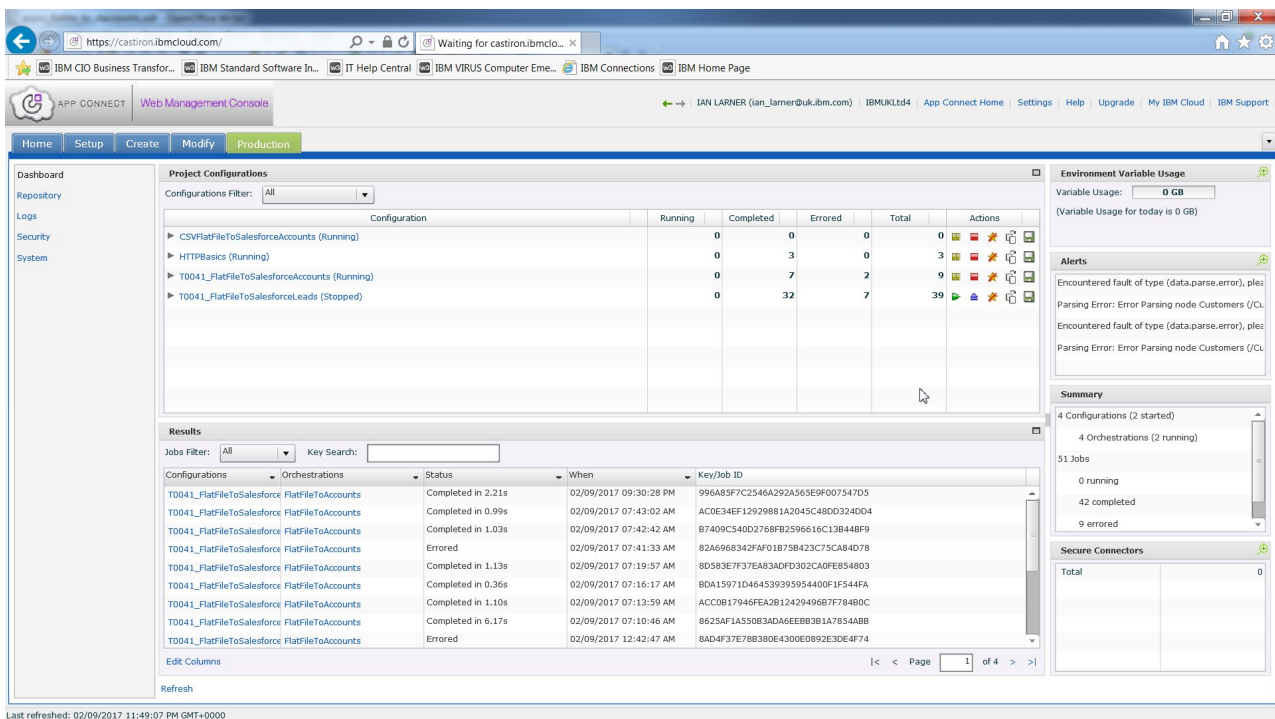 https://castiron.ibmcloud.com/
Waiting for castiron.ibmclo...
IBM CIO Business Transfor...
IBM Standard Software In...
IT Help Central
IBM VIRUS Computer Eme...
IBM Connections
IBM Home Page
APP CONNECT
Web Management Console
IAN LARNER (ian_larner@uk.ibm.com) IBMUKLtd4 App Connect Home Settings Help Upgrade My IBM Cloud IBM Support
Home Setup Create Modify Production
Dashboard
Repository
Logs
Security
System
Project Configurations
Configurations Filter: All
Configuration Running Completed Errored Total Actions
CSVFlatFileToSalesforceAccounts (Running) 0 0 0 0
HTTPBasics (Running) 0 3 0 3
T0041_FlatFileToSalesforceAccounts (Running) 0 7 2 9
T0041_FlatFileToSalesforceLeads (Stopped) 0 32 7 39
Results
Jobs Filter: All Key Search:
Configurations Orchestrations Status When Key/Job ID
T0041_FlatFileToSalesforce FlatFileToAccounts Completed in 2.21s 02/09/2017 09:30:28 PM 996A85F7C2546A292A565E9F007547D5
T0041_FlatFileToSalesforce FlatFileToAccounts Completed in 0.99s 02/09/2017 07:43:02 AM AC0E34EF12929881A2045C48DD324DD4
T0041_FlatFileToSalesforce FlatFileToAccounts Completed in 1.03s 02/09/2017 07:42:42 AM B7409C540D2768FB2596616C13B44BF9
T0041_FlatFileToSalesforce FlatFileToAccounts Errored 02/09/2017 07:41:33 AM 82A6968342FAF01B75B423C75CA84D78
T0041_FlatFileToSalesforce FlatFileToAccounts Completed in 1.13s 02/09/2017 07:19:57 AM 8D583E7F37EA83ADFD302CA0FE854803
T0041_FlatFileToSalesforce FlatFileToAccounts Completed in 0.36s 02/09/2017 07:16:17 AM BDA15971D464539395954400F1F544FA
T0041_FlatFileToSalesforce FlatFileToAccounts Completed in 1.10s 02/09/2017 07:13:59 AM ACC0B17946FEA2B12429496B7F784B0C
T0041_FlatFileToSalesforce FlatFileToAccounts Completed in 6.17s 02/09/2017 07:10:46 AM 8625AF1A550B3ADA6EEBB3B1A7854ABB
T0041_FlatFileToSalesforce FlatFileToAccounts Errored 02/09/2017 12:42:47 AM 8AD4F37E78B380E4300E0892E3DE4F74
Edit Columns
|< < Page 1 of 4 > >|
Refresh
Environment Variable Usage
Variable Usage: 0 GB
(Variable Usage for today is 0 GB)
Alerts
Encountered fault of type (data.parse.error), plea
Parsing Error: Error Parsing node Customers (/Cu
Encountered fault of type (data.parse.error), plea
Parsing Error: Error Parsing node Customers (/Cu
Summary
4 Configurations (2 started)
4 Orchestrations (2 running)
51 Jobs
0 running
42 completed
9 errored
Secure Connectors
Total 0
Last refreshed: 02/09/2017 11:49:07 PM GMT+0000